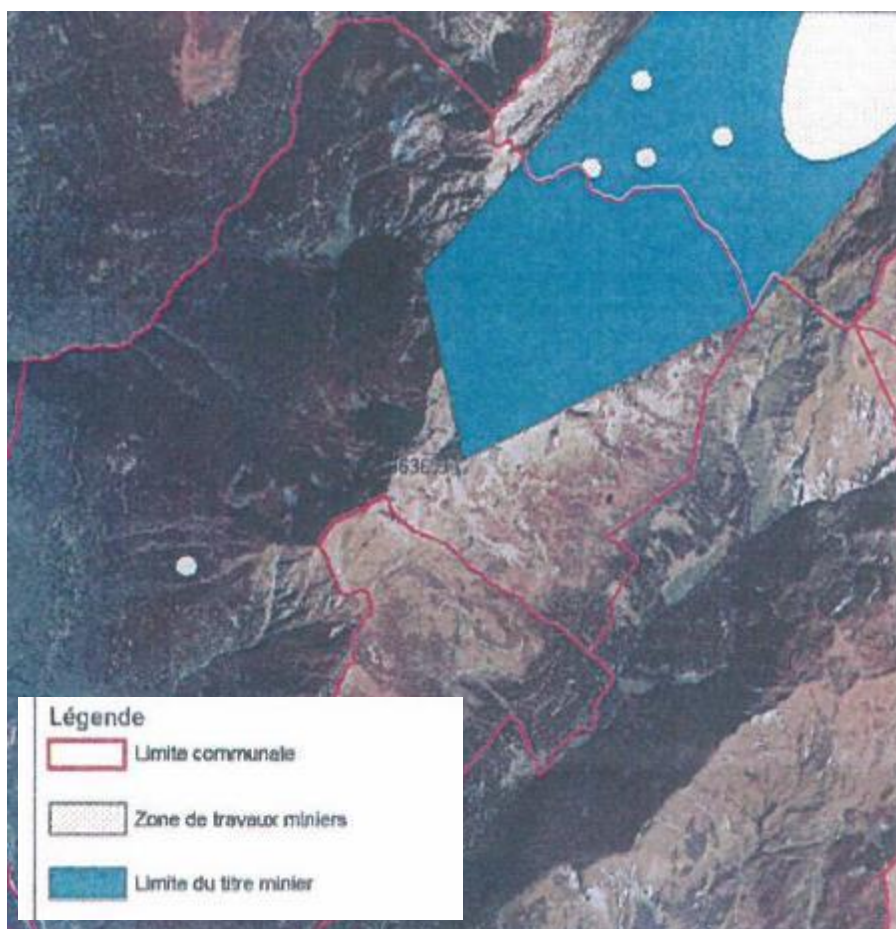 Légende
Limite communale
Zone de travaux miniers
Limite du titre minier